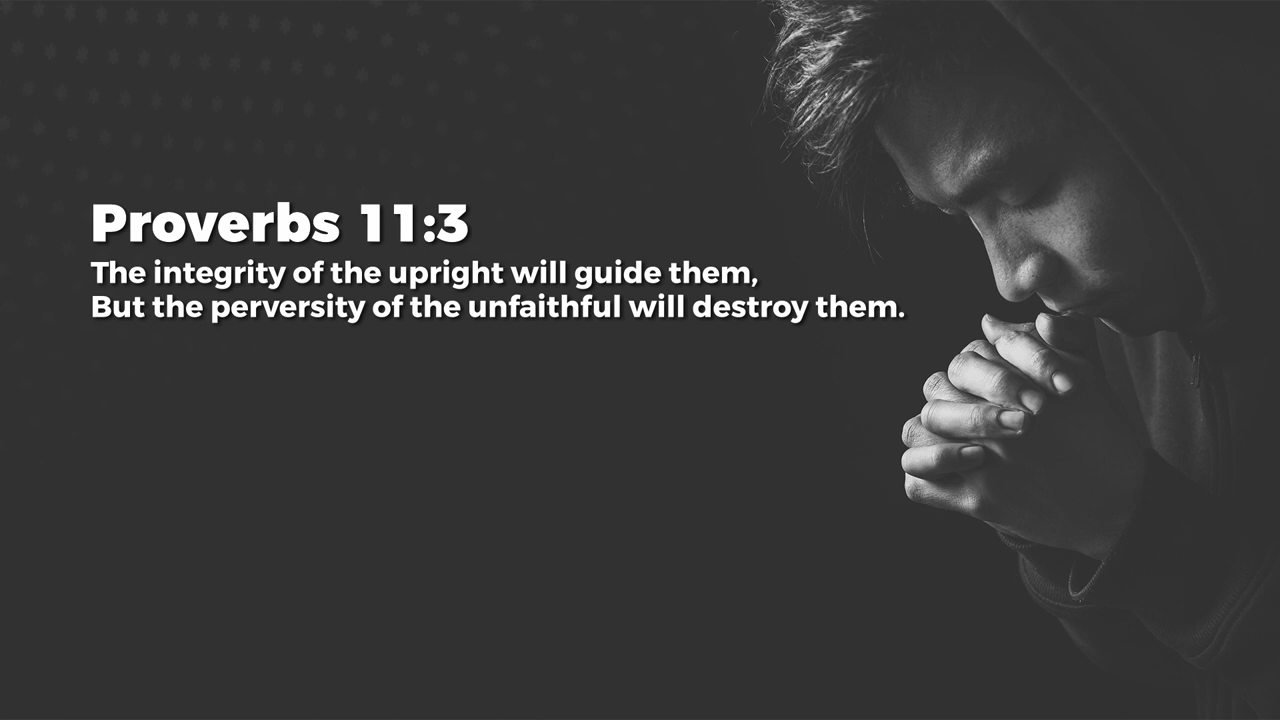 Proverbs 11:3
The integrity of the upright will guide them,
But the perversity of the unfaithful will destroy them.